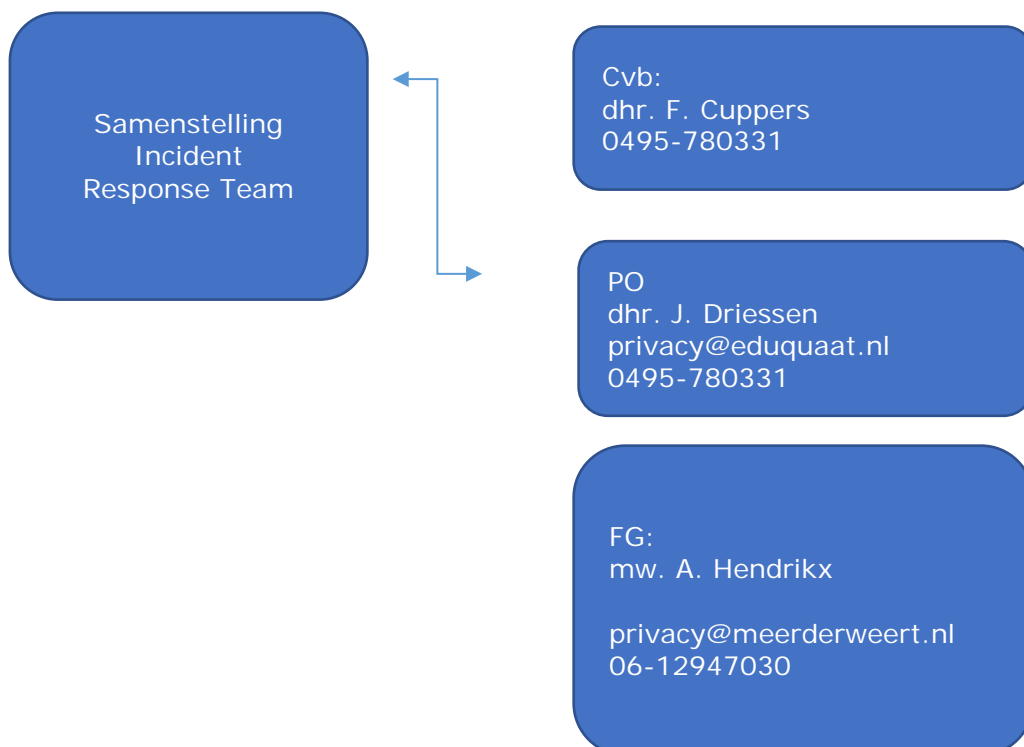 Samenstelling
Incident
Response Team
Cvb:
dhr. F. Cuppers
0495-780331
PO
dhr. J. Driessen
privacy@eduquaat.nl
0495-780331
FG:
mw. A. Hendrikx
privacy@meerderweert.nl
06-12947030